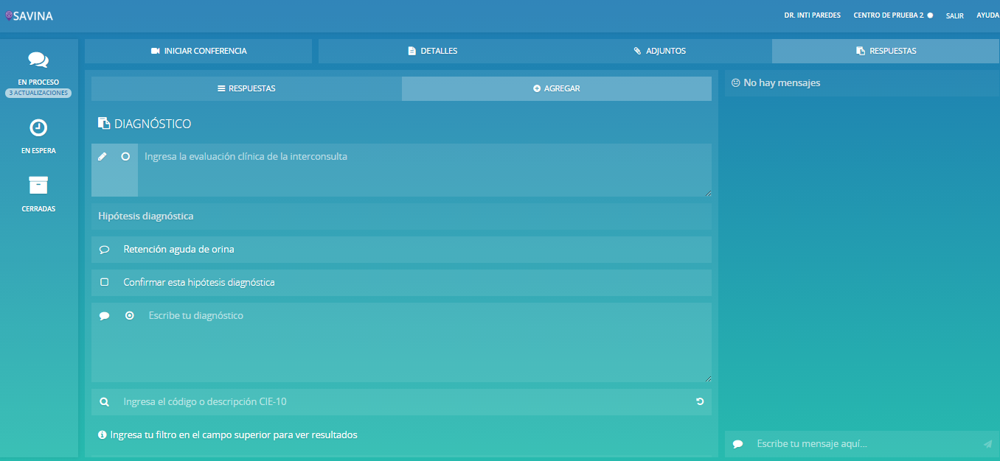 SAVINA
DR. INTI PAREDES CENTRO DE PRUEBA 2 SALIR AYUDA
EN PROCESO
3 ACTUALIZACIONES
EN ESPERA
CERRADAS
INICIAR CONFERENCIA DETALLES ADJUNTOS RESPUESTAS
RESPUESTAS AGREGAR
DIAGNÓSTICO
Ingresa la evaluación clínica de la interconsulta
Hipótesis diagnóstica
Retención aguda de orina
Confirmar esta hipótesis diagnóstica
Escribe tu diagnóstico
Ingresa el código o descripción CIE-10
Ingresa tu filtro en el campo superior para ver resultados
No hay mensajes
Escribe tu mensaje aquí...